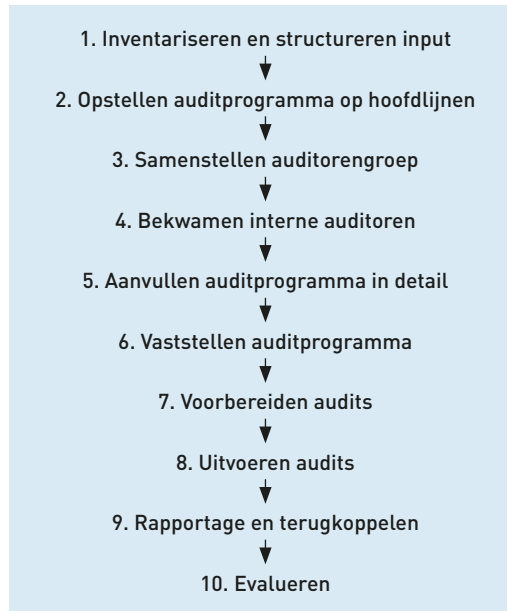 1. Inventariseren en structureren input
2. Opstellen auditprogramma op hoofdlijnen
3. Samenstellen auditorengroep
4. Bekwamen interne auditoren
5. Aanvullen auditprogramma in detail
6. Vaststellen auditprogramma
7. Voorbereiden audits
8. Uitvoeren audits
9. Rapportage en terugkoppelen
10. Evalueren